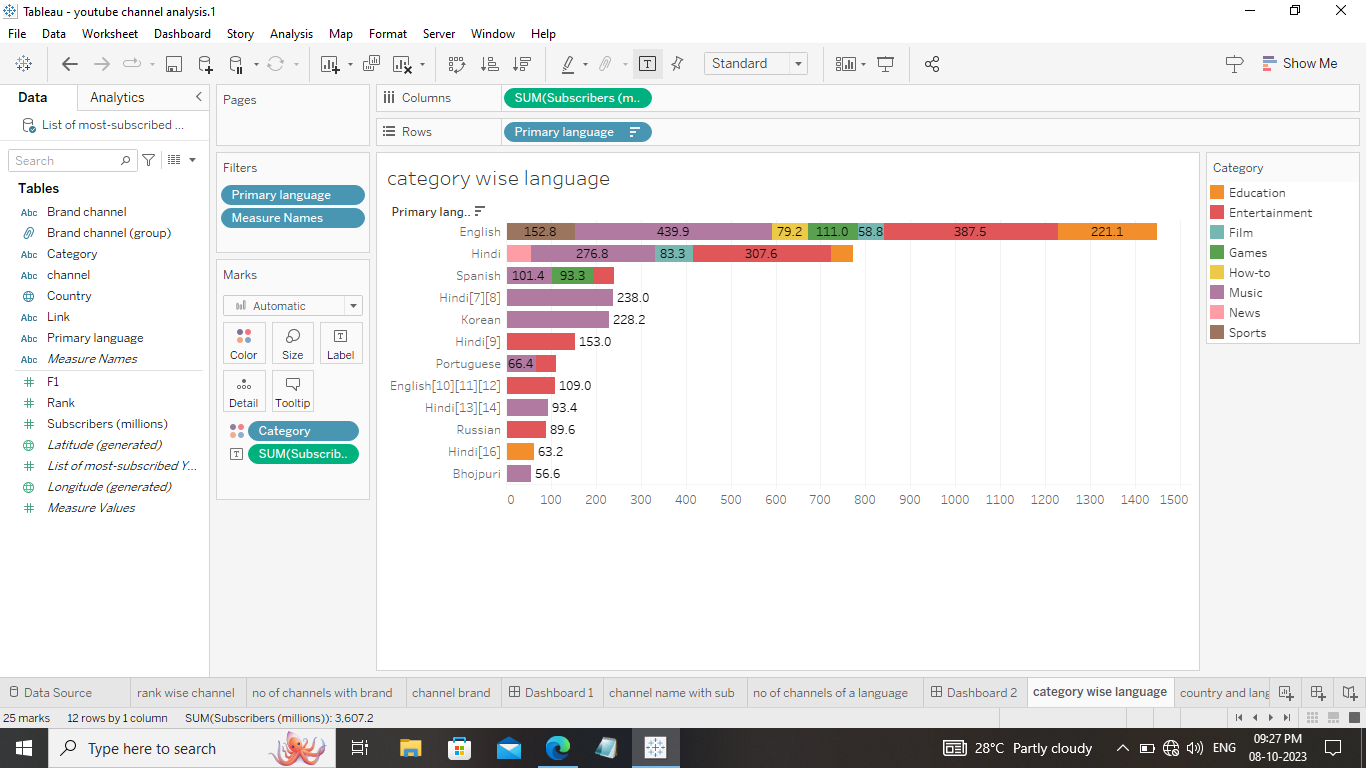 Tableau - youtube channel analysis.1
File Data Worksheet Dashboard Story Analysis Map Format Server Window Help
Standard
Show Me
Data Analytics
List of most-subscribed ...
Search
Tables
Abc Brand channel
Brand channel (group)
Abc Category
Abc channel
Country
Abc Link
Abc Primary language
Abc Measure Names
F1
Rank
Subscribers (millions)
Latitude (generated)
List of most-subscribed Y...
Longitude (generated)
Measure Values
Pages
Filters
Primary language
Measure Names
Marks
Automatic
Color Size Label
Detail Tooltip
Category
SUM(Subscrib..
Columns SUM(Subscribers (m..
Rows Primary language
category wise language
Primary lang..
English 152.8 439.9 79.2 111.0 58.8 387.5 221.1
Hindi 276.8 83.3 307.6
Spanish 101.4 93.3
Hindi[7][8] 238.0
Korean 228.2
Hindi[9] 153.0
Portuguese 66.4
English[10][11][12] 109.0
Hindi[13][14] 93.4
Russian 89.6
Hindi[16] 63.2
Bhojpuri 56.6
0 100 200 300 400 500 600 700 800 900 1000 1100 1200 1300 1400 1500
Category
Education
Entertainment
Film
Games
How-to
Music
News
Sports
Data Source rank wise channel no of channels with brand channel brand Dashboard 1 channel name with sub no of channels of a language Dashboard 2 category wise language country and lang
25 marks 12 rows by 1 column SUM(Subscribers (millions)): 3,607.2
Type here to search
28°C Partly cloudy
ENG
09:27 PM
08-10-2023